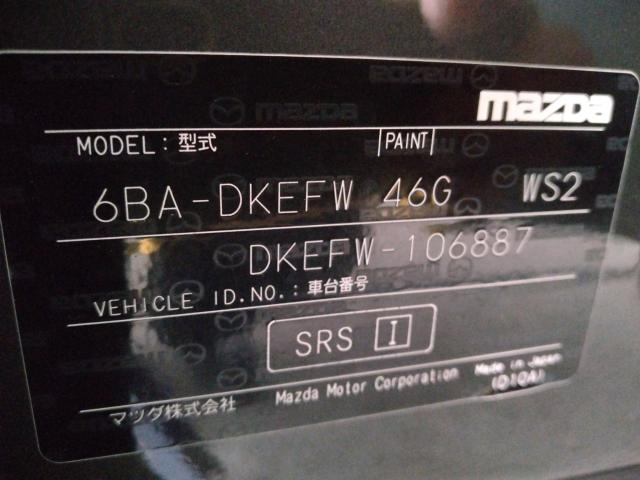 mazda
MODEL：型式 PAINT
6BA-DKEFW 46G WS2
DKEFW-106887
VEHICLE ID.NO.：車台番号
SRS I
マツダ株式会社 Mazda Motor Corporation Made in Japan
(D10A)